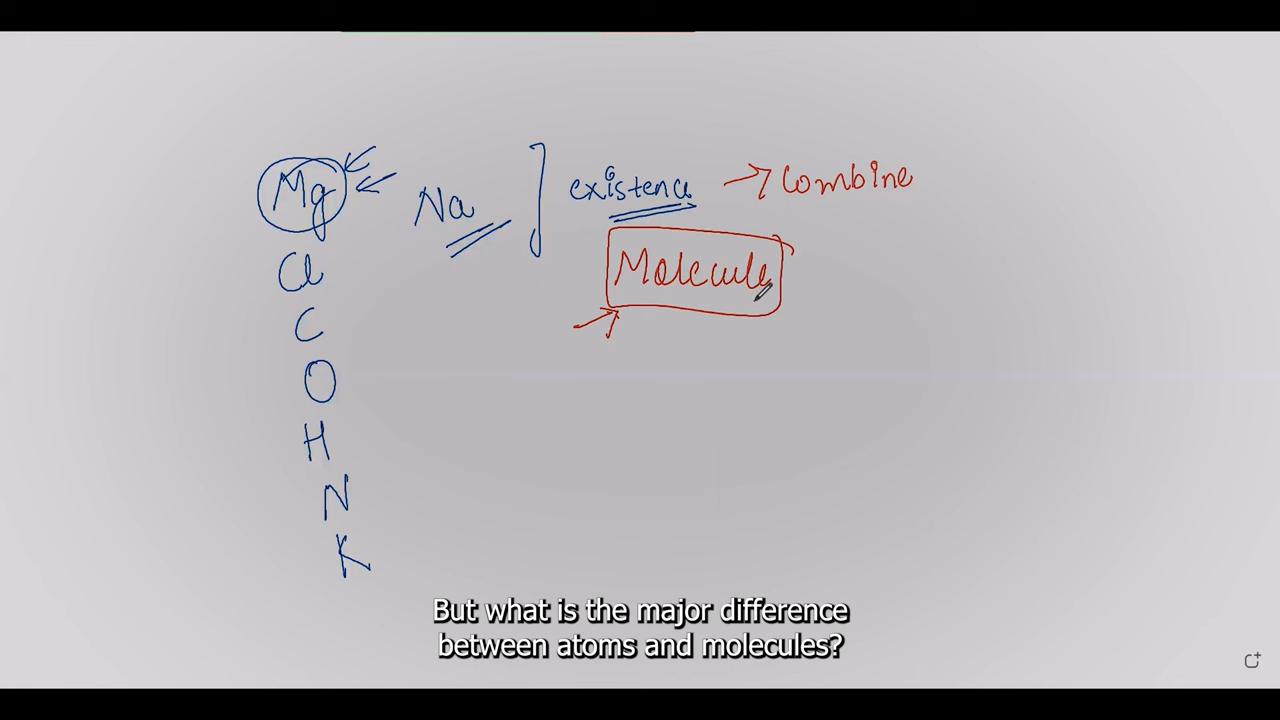 Mg Na existence → Combine
Cl Molecule
C
O
H
N
K
But what is the major difference
between atoms and molecules?